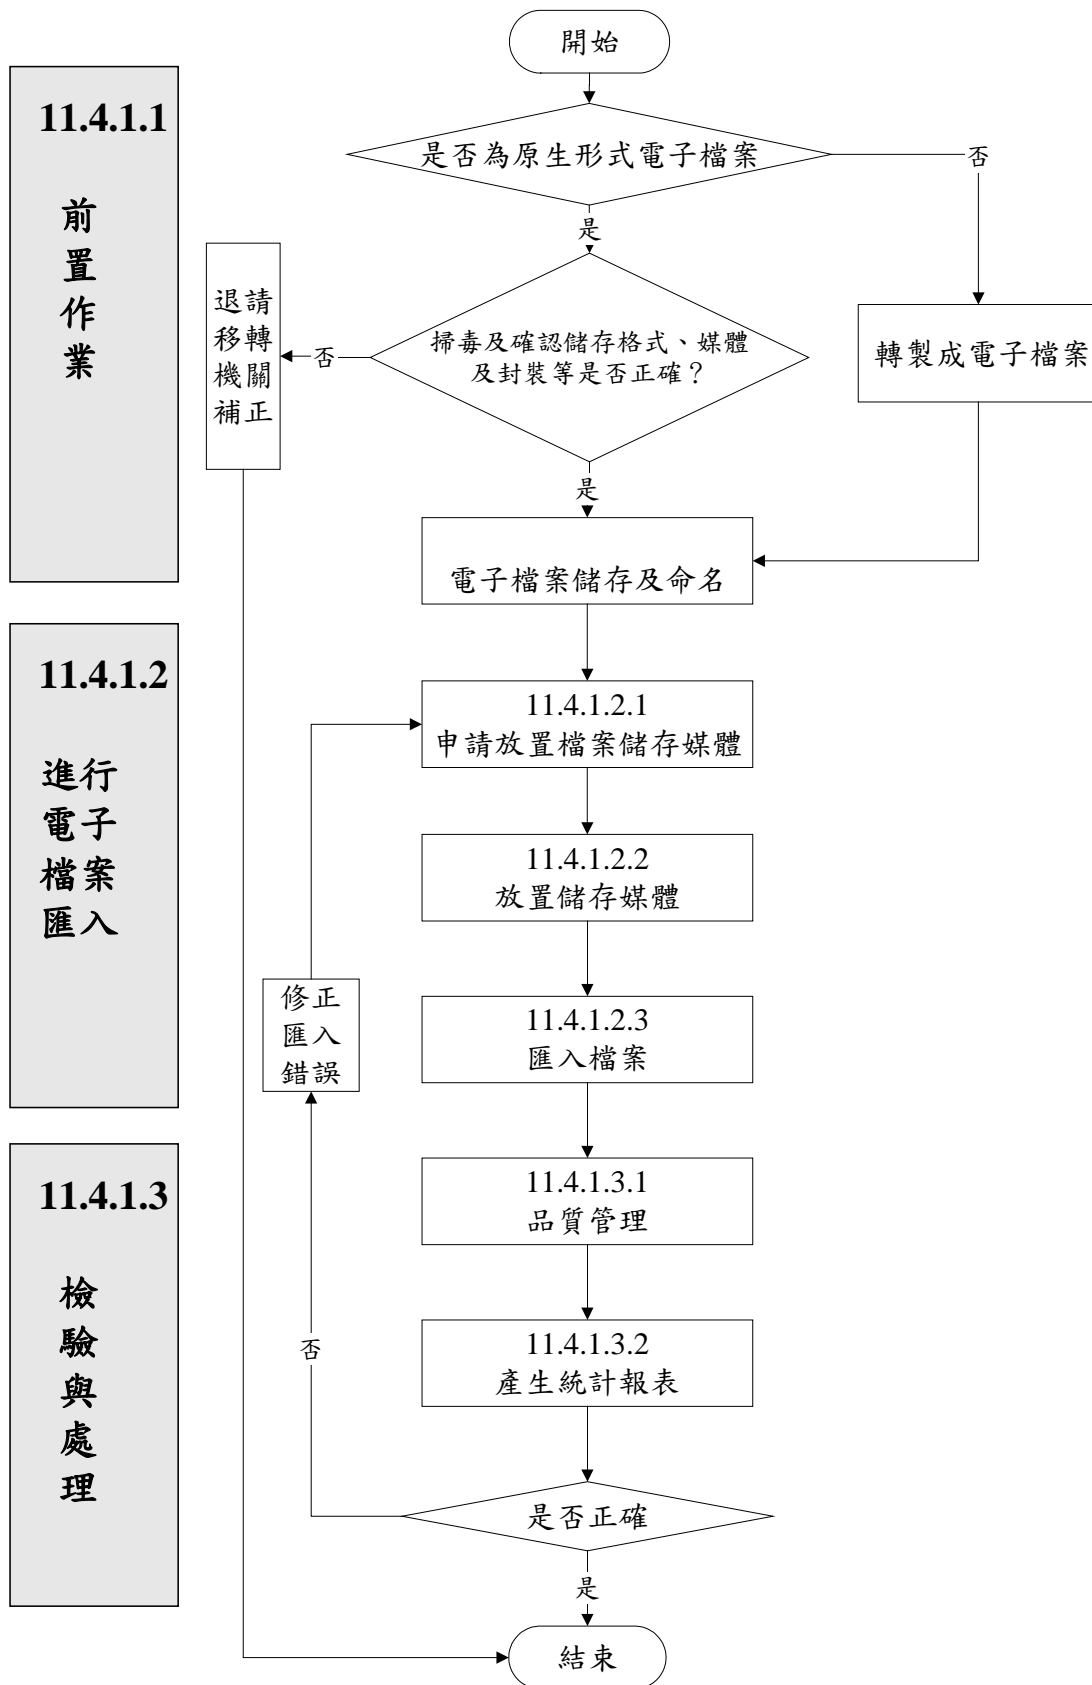 開始
11.4.1.1
前
置
作
業
是否為原生形式電子檔案
否
是
退請
移轉
機關
補正
否
掃毒及確認儲存格式、媒體
及封裝等是否正確？
轉製成電子檔案
是
電子檔案儲存及命名
11.4.1.2
進行
電子
檔案
匯入
11.4.1.2.1
申請放置檔案儲存媒體
11.4.1.2.2
放置儲存媒體
修正
匯入
錯誤
11.4.1.2.3
匯入檔案
11.4.1.3
檢
驗
與
處
理
11.4.1.3.1
品質管理
否
11.4.1.3.2
產生統計報表
是否正確
是
結束